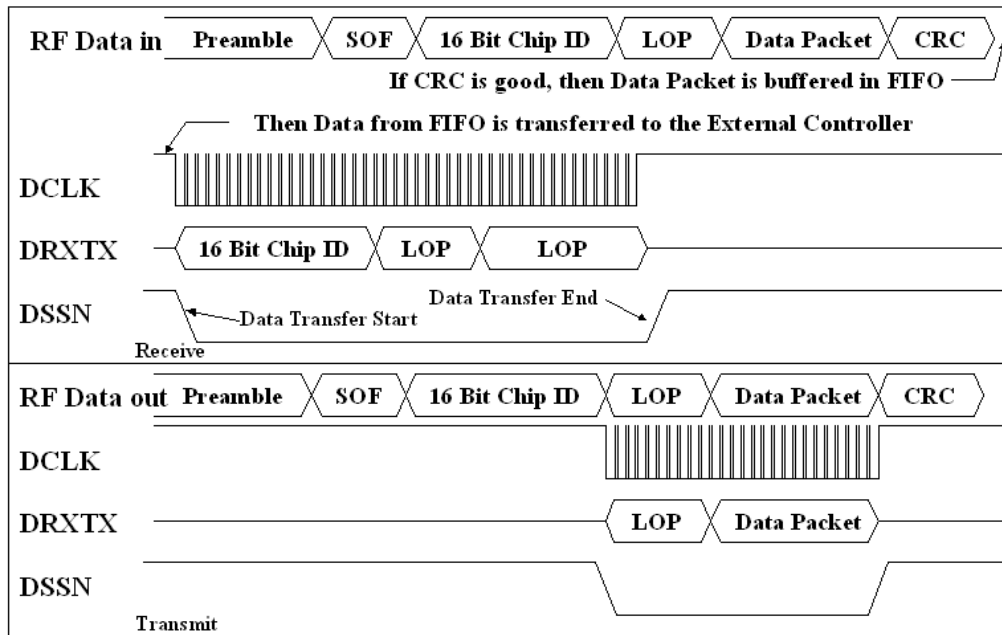 RF Data in Preamble SOF 16 Bit Chip ID LOP Data Packet CRC
If CRC is good, then Data Packet is buffered in FIFO
Then Data from FIFO is transferred to the External Controller
DCLK
DRXTX 16 Bit Chip ID LOP LOP
DSSN Data Transfer Start Data Transfer End
Receive
RF Data out Preamble SOF 16 Bit Chip ID LOP Data Packet CRC
DCLK
DRXTX LOP Data Packet
DSSN
Transmit